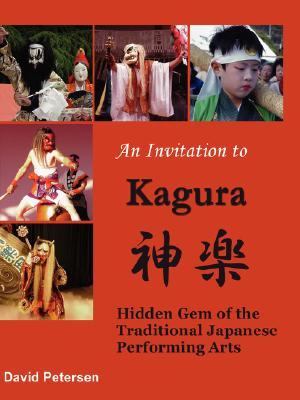 An Invitation to
Kagura
神楽
Hidden Gem of the
Traditional Japanese
Performing Arts
David Petersen